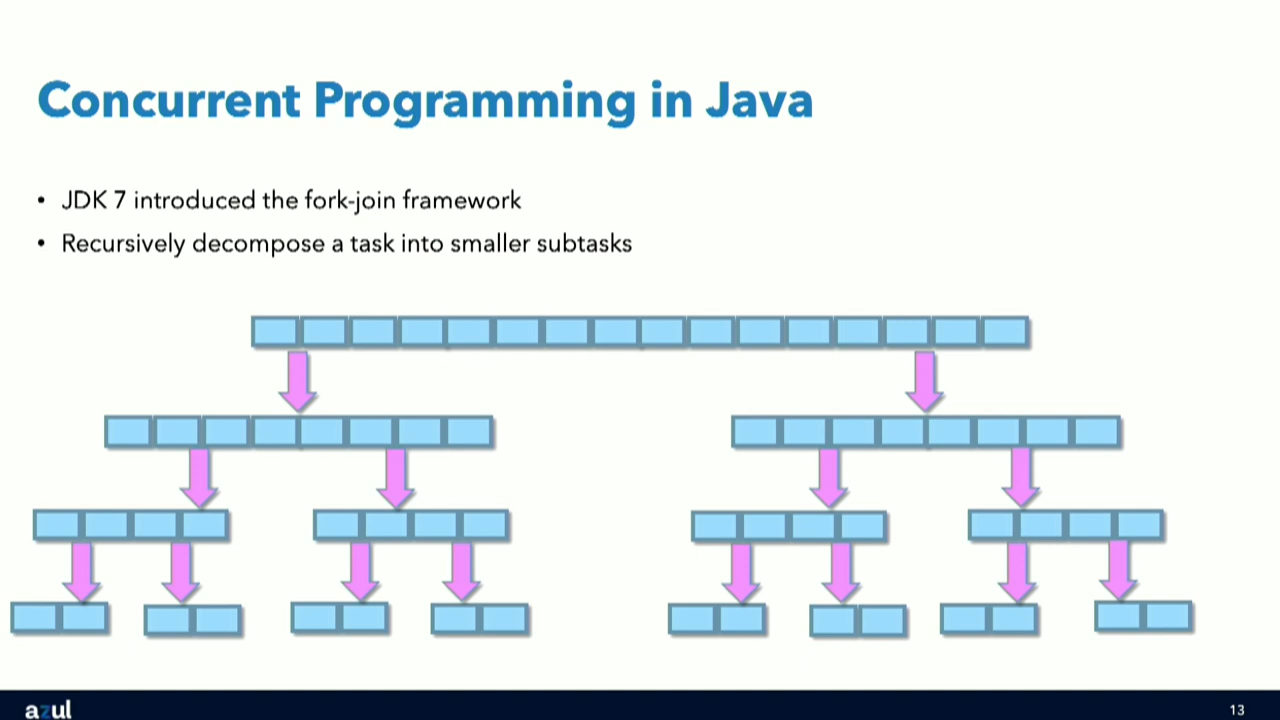 Concurrent Programming in Java
• JDK 7 introduced the fork-join framework
• Recursively decompose a task into smaller subtasks
azul
13